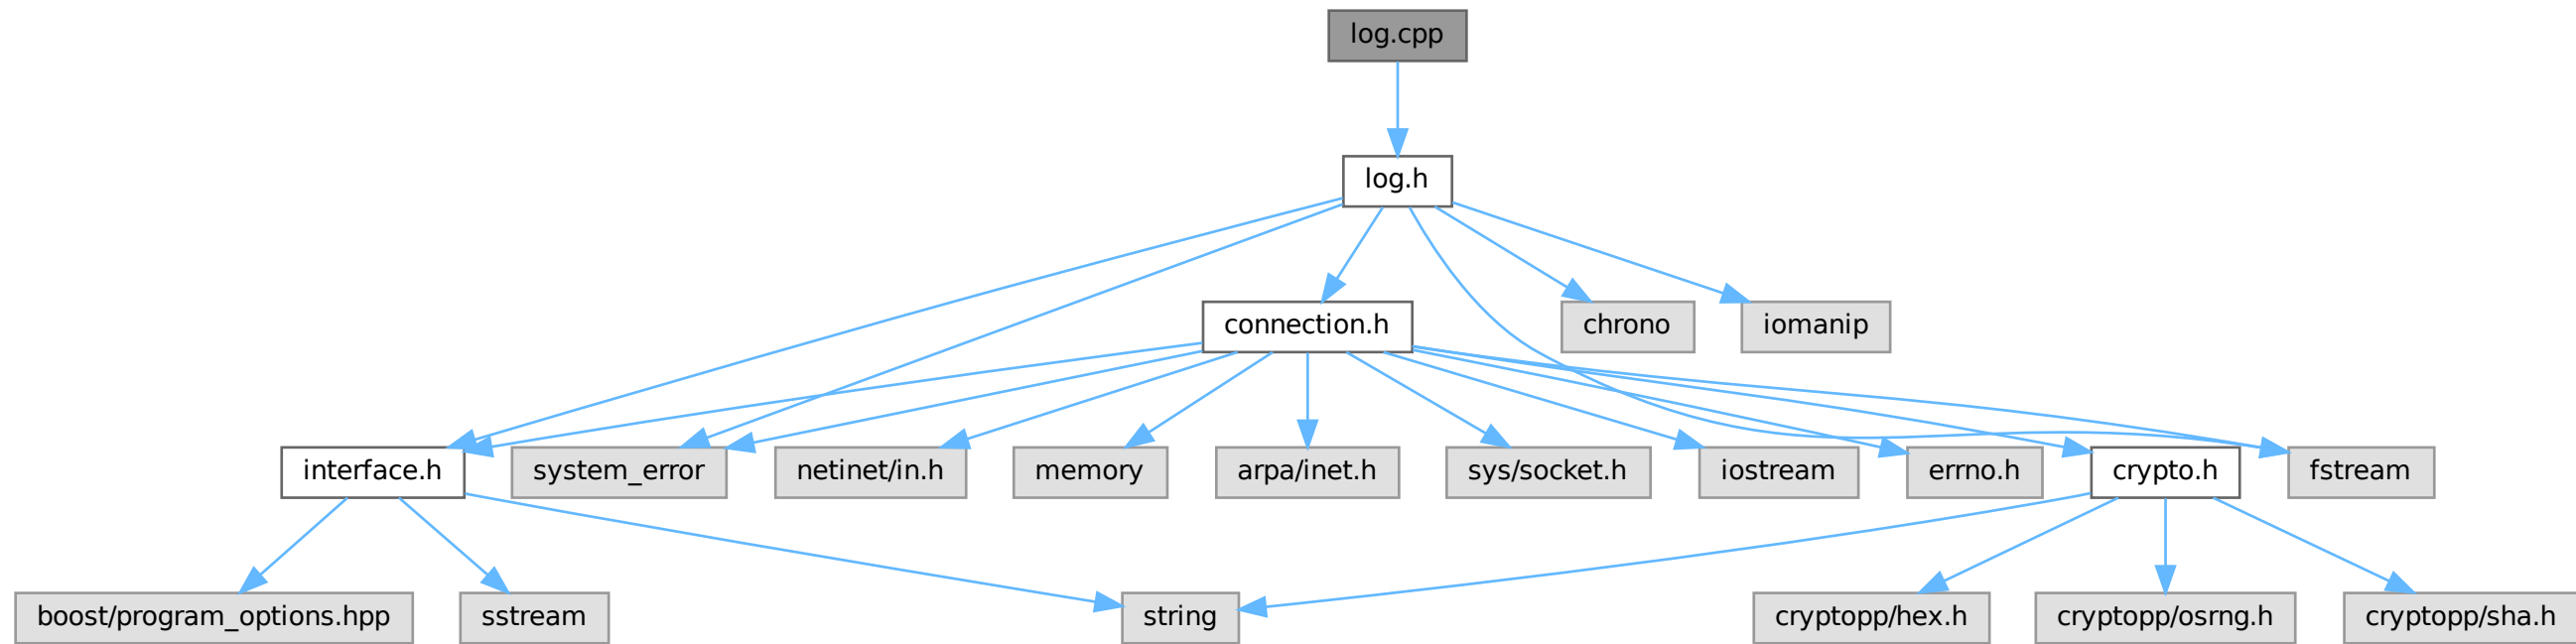 log.cpp
log.h
connection.h
chrono
iomanip
interface.h
system_error
netinet/in.h
memory
arpa/inet.h
sys/socket.h
iostream
errno.h
crypto.h
fstream
boost/program_options.hpp
sstream
string
cryptopp/hex.h
cryptopp/osrng.h
cryptopp/sha.h